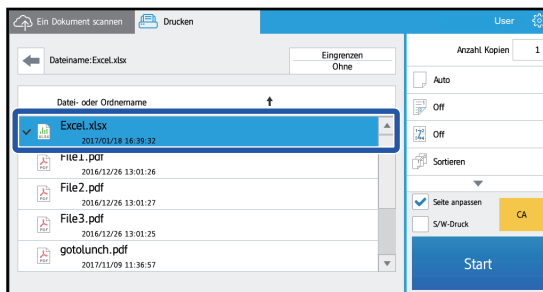 Ein Dokument scannen
Drucken
User
Dateiname:Excel.xlsx
Eingrenzen
Ohne
Anzahl Kopien
1
Datei- oder Ordnername
Excel.xlsx
2017/01/18 16:39:32
File1.pdf
2016/12/26 13:01:26
File2.pdf
2016/12/26 13:01:27
File3.pdf
2016/12/26 13:01:25
gotolunch.pdf
2017/11/09 11:36:57
Auto
Off
Off
Sortieren
Seite anpassen
S/W-Druck
CA
Start